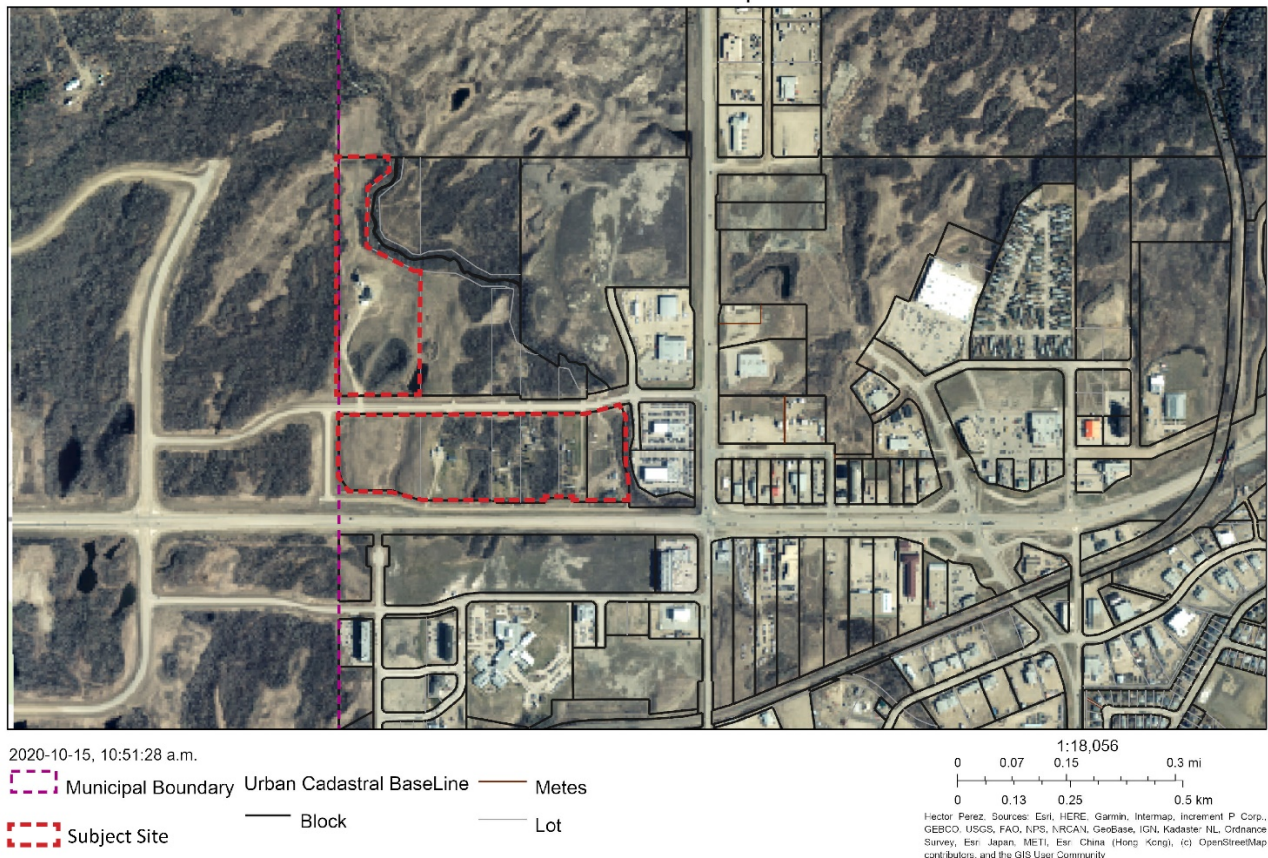 2020-10-15, 10:51:28 a.m.
Municipal Boundary
Subject Site
Urban Cadastral BaseLine
Block
Metes
Lot
1:18,056
0 0.07 0.15 0.3 mi
0 0.13 0.25 0.5 km
Hector Perez, Sources: Esri, HERE, Garmin, Intermap, increment P Corp.,
GEBCO, USGS, FAO, NPS, NRCAN, GeoBase, IGN, Kadaster NL, Ordnance
Survey, Esri Japan, METI, Esri China (Hong Kong), (c) OpenStreetMap
contributors, and the GIS User Community